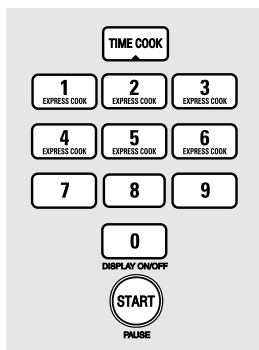 TIME COOK
1 2 3
EXPRESS COOK EXPRESS COOK EXPRESS COOK
4 5 6
EXPRESS COOK EXPRESS COOK EXPRESS COOK
7 8 9
0
DISPLAY ON/OFF
START
PAUSE